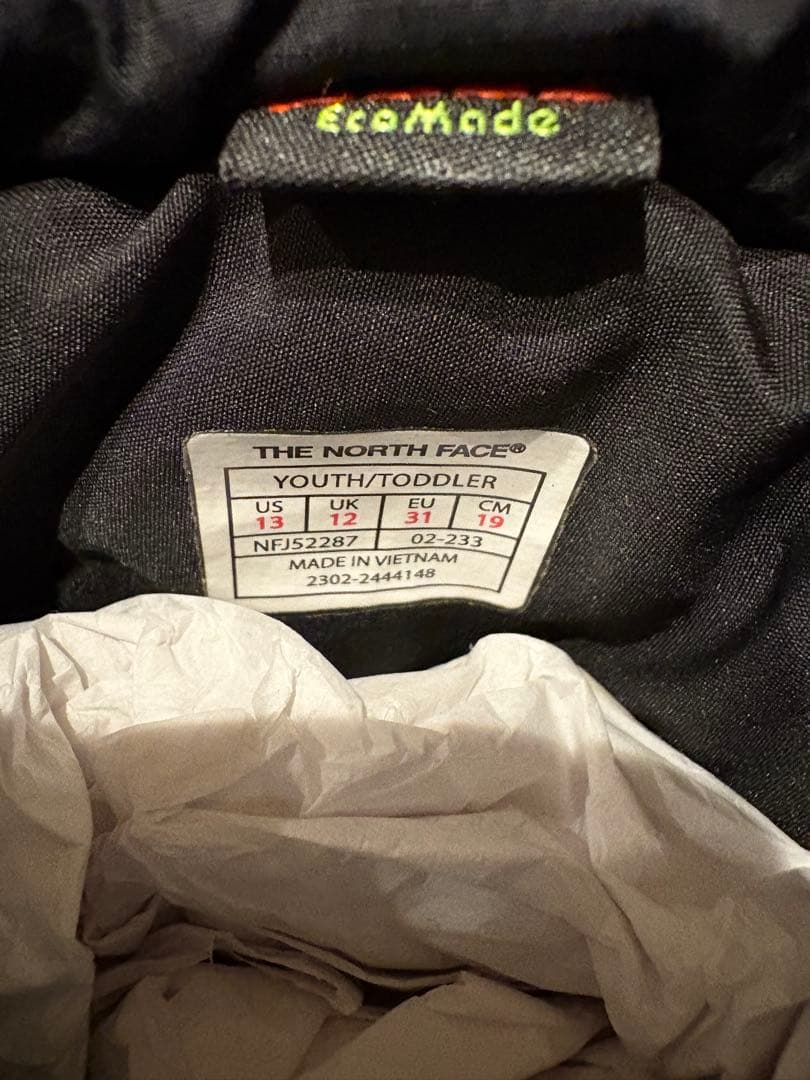 EcoMade
THE NORTH FACE®
YOUTH/TODDLER
US UK EU CM
13 12 31 19
NFJ52287 02-233
MADE IN VIETNAM
2302-2444148